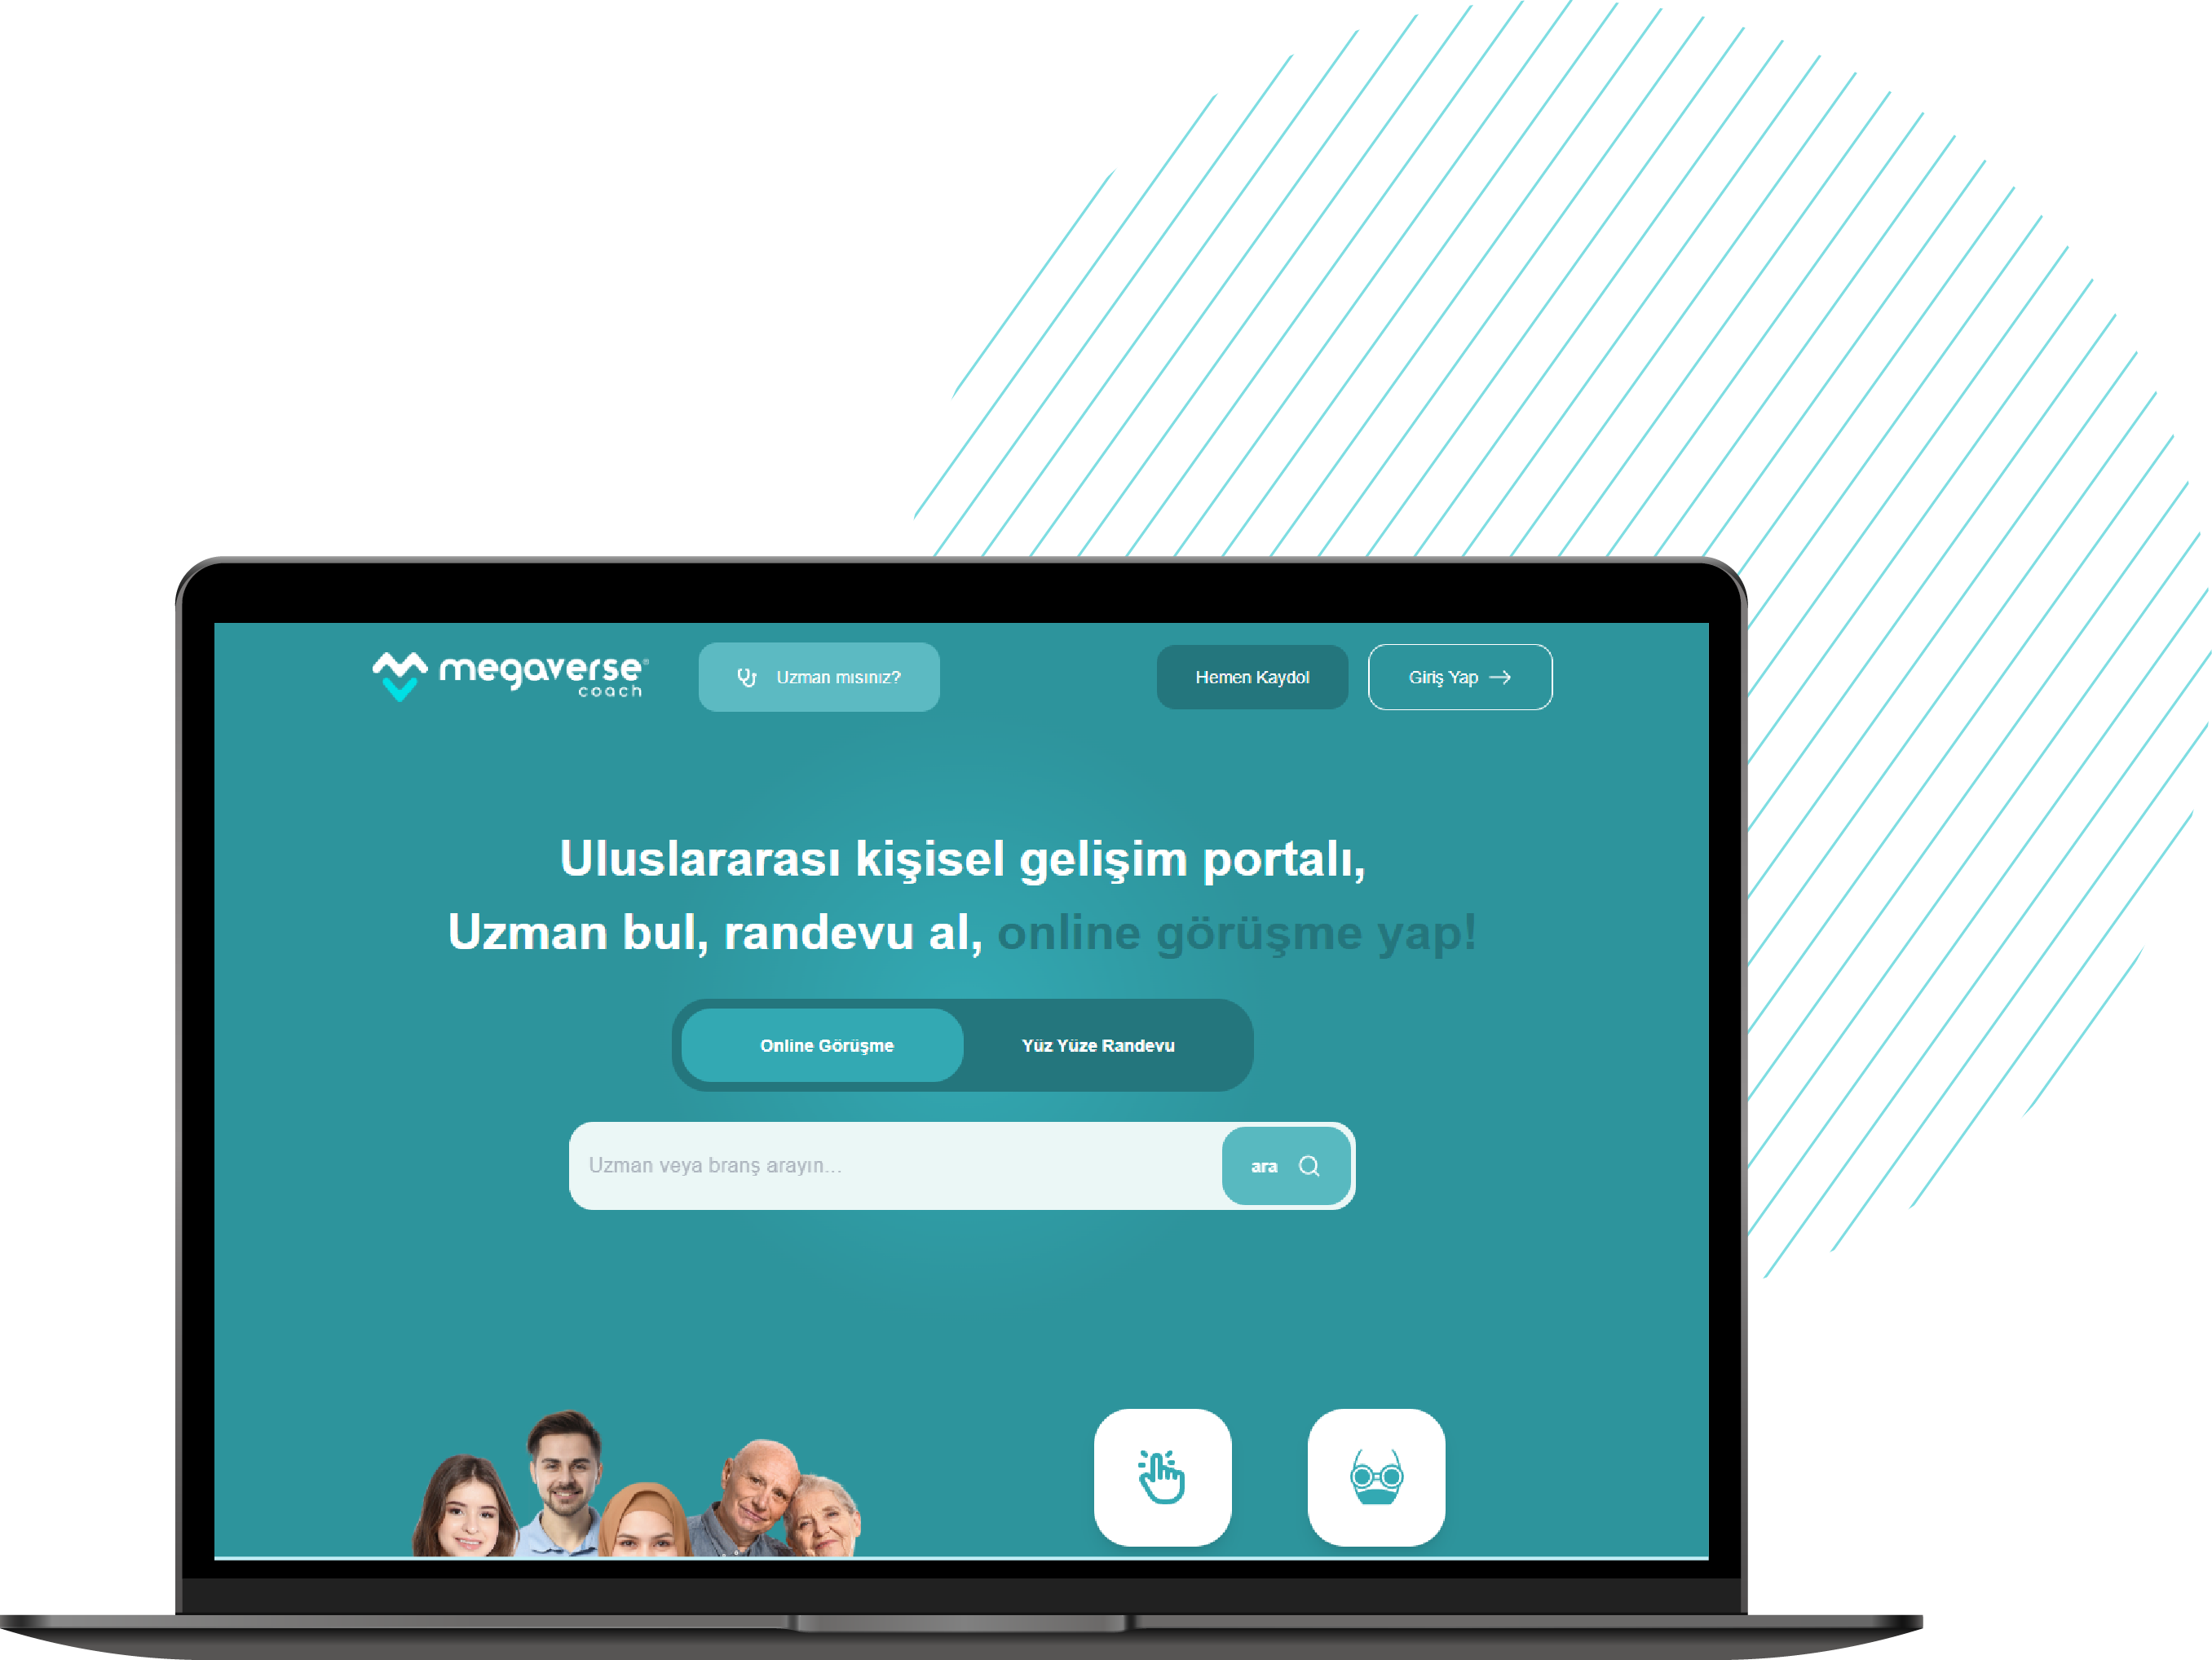 megaverse®
coach
Uzman mısınız?
Hemen Kaydol
Giriş Yap
Uluslararası kişisel gelişim portalı,
Uzman bul, randevu al, online görüşme yap!
Online Görüşme
Yüz Yüze Randevu
Uzman veya branş arayın...
ara